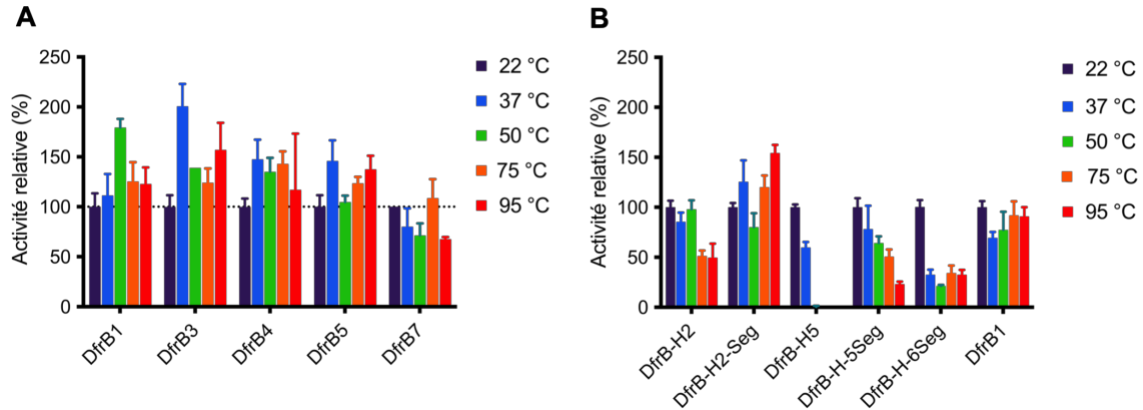 A
Activité relative (%)
250
200
150
100
50
0
DfrB1
DfrB3
DfrB4
DfrB5
DfrB7
22 °C
37 °C
50 °C
75 °C
95 °C
B
Activité relative (%)
250
200
150
100
50
0
DfrB-H2
DfrB-H2-Seg
DfrB-H5
DfrB-H-5Seg
DfrB-H-6Seg
DfrB1
22 °C
37 °C
50 °C
75 °C
95 °C